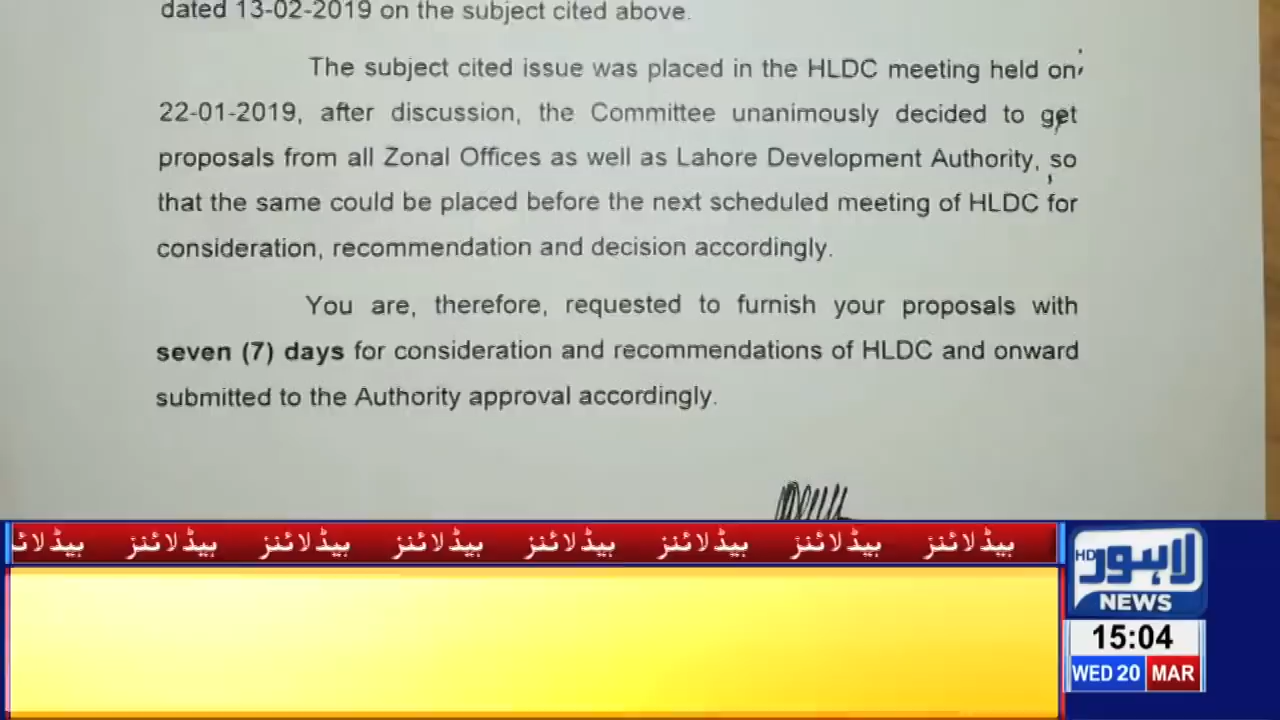 dated 13-02-2019 on the subject cited above.
The subject cited issue was placed in the HLDC meeting held on
22-01-2019, after discussion, the Committee unanimously decided to get
proposals from all Zonal Offices as well as Lahore Development Authority, so
that the same could be placed before the next scheduled meeting of HLDC for
consideration, recommendation and decision accordingly.
You are, therefore, requested to furnish your proposals with
seven (7) days for consideration and recommendations of HLDC and onward
submitted to the Authority approval accordingly.
ہیڈلائنز ہیڈلائنز ہیڈلائنز ہیڈلائنز ہیڈلائنز ہیڈلائنز ہیڈلائنز
HD لاہور
NEWS
15:04
WED 20 MAR